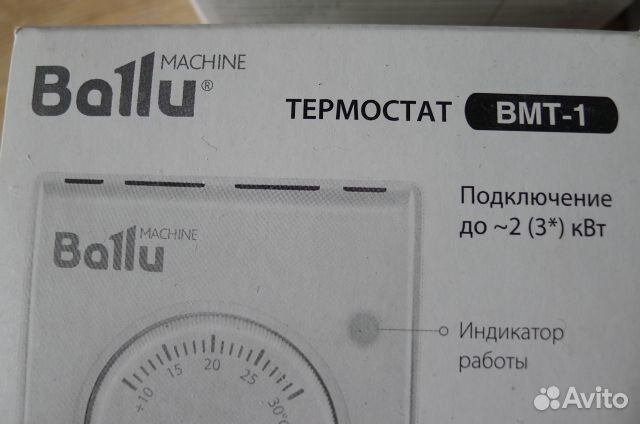 Ballu MACHINE ®
ТЕРМОСТАТ BMT-1
Подключение
до ~2 (3*) кВт
Ballu MACHINE
Индикатор
работы
+10 15 20 25 30°C
Avito